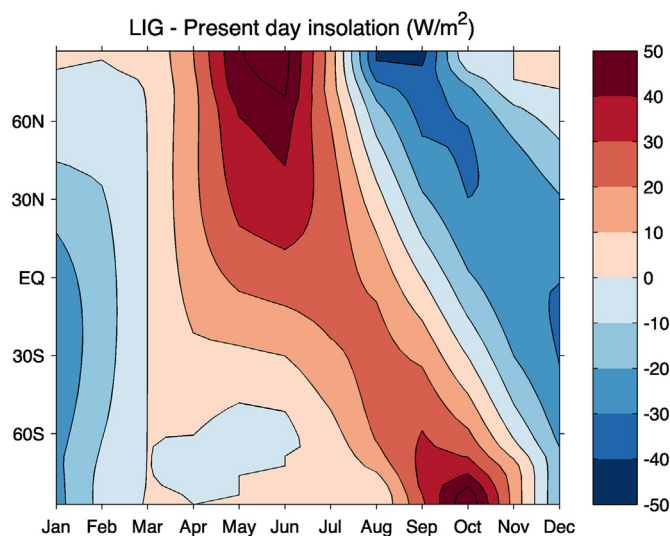 LIG - Present day insolation (W/m²)
60N
30N
EQ
30S
60S
Jan Feb Mar Apr May Jun Jul Aug Sep Oct Nov Dec
50
40
30
20
10
0
-10
-20
-30
-40
-50